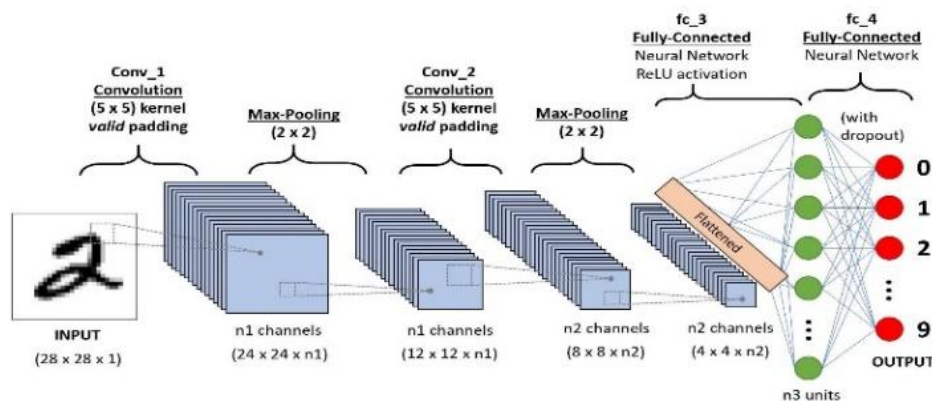 Conv_1
Convolution
(5 x 5) kernel
valid padding
Max-Pooling
(2 x 2)
Conv_2
Convolution
(5 x 5) kernel
valid padding
Max-Pooling
(2 x 2)
fc_3
Fully-Connected
Neural Network
ReLU activation
fc_4
Fully-Connected
Neural Network
(with
dropout)
Flattened
0
1
2
...
...
9
2
INPUT
(28 x 28 x 1)
n1 channels
(24 x 24 x n1)
n1 channels
(12 x 12 x n1)
n2 channels
(8 x 8 x n2)
n2 channels
(4 x 4 x n2)
OUTPUT
n3 units